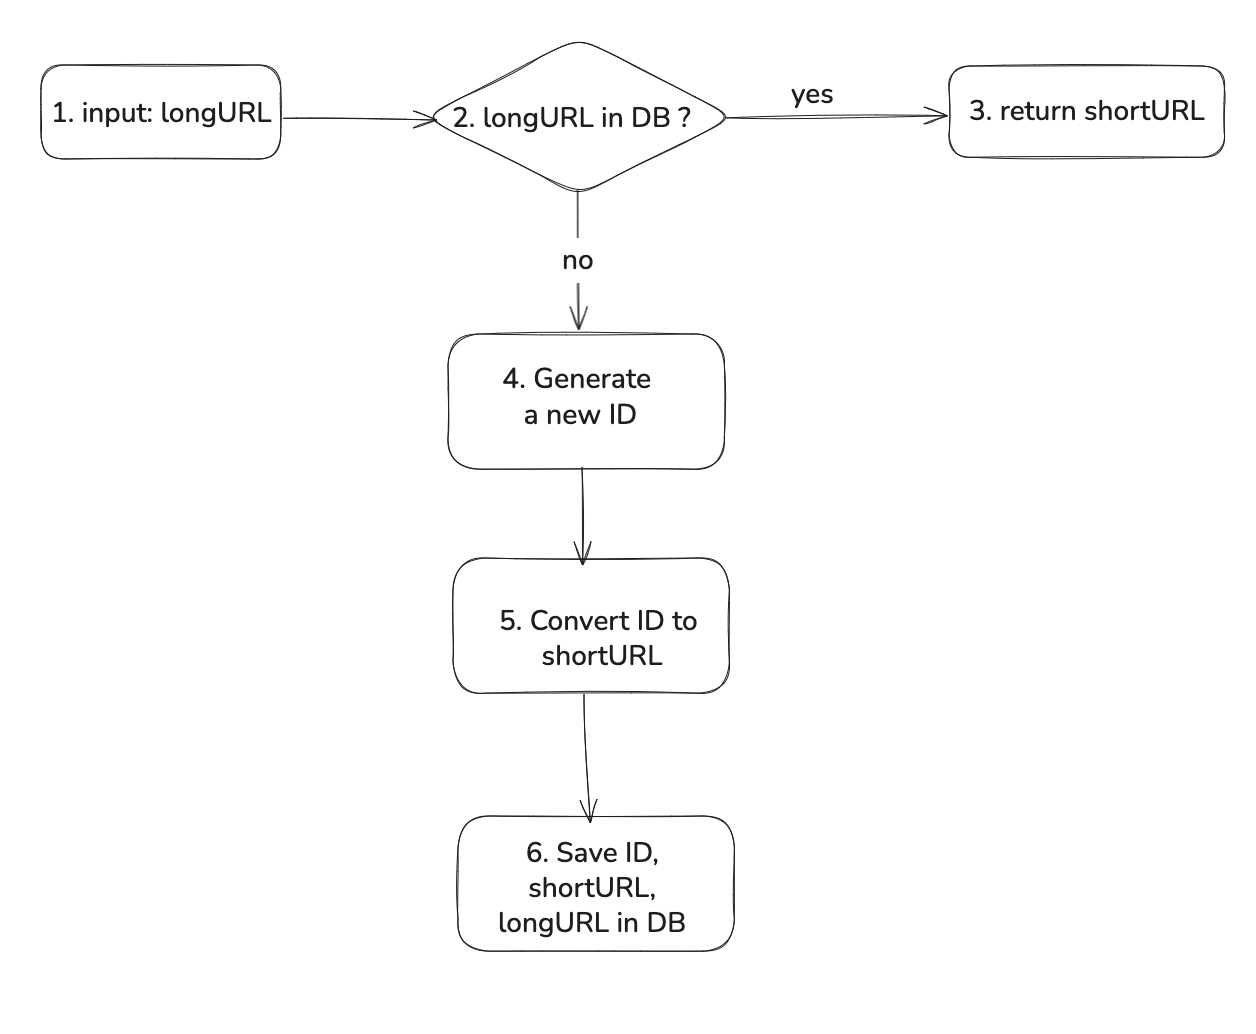 1. input: longURL
2. longURL in DB ?
yes
3. return shortURL
no
4. Generate
a new ID
5. Convert ID to
shortURL
6. Save ID,
shortURL,
longURL in DB